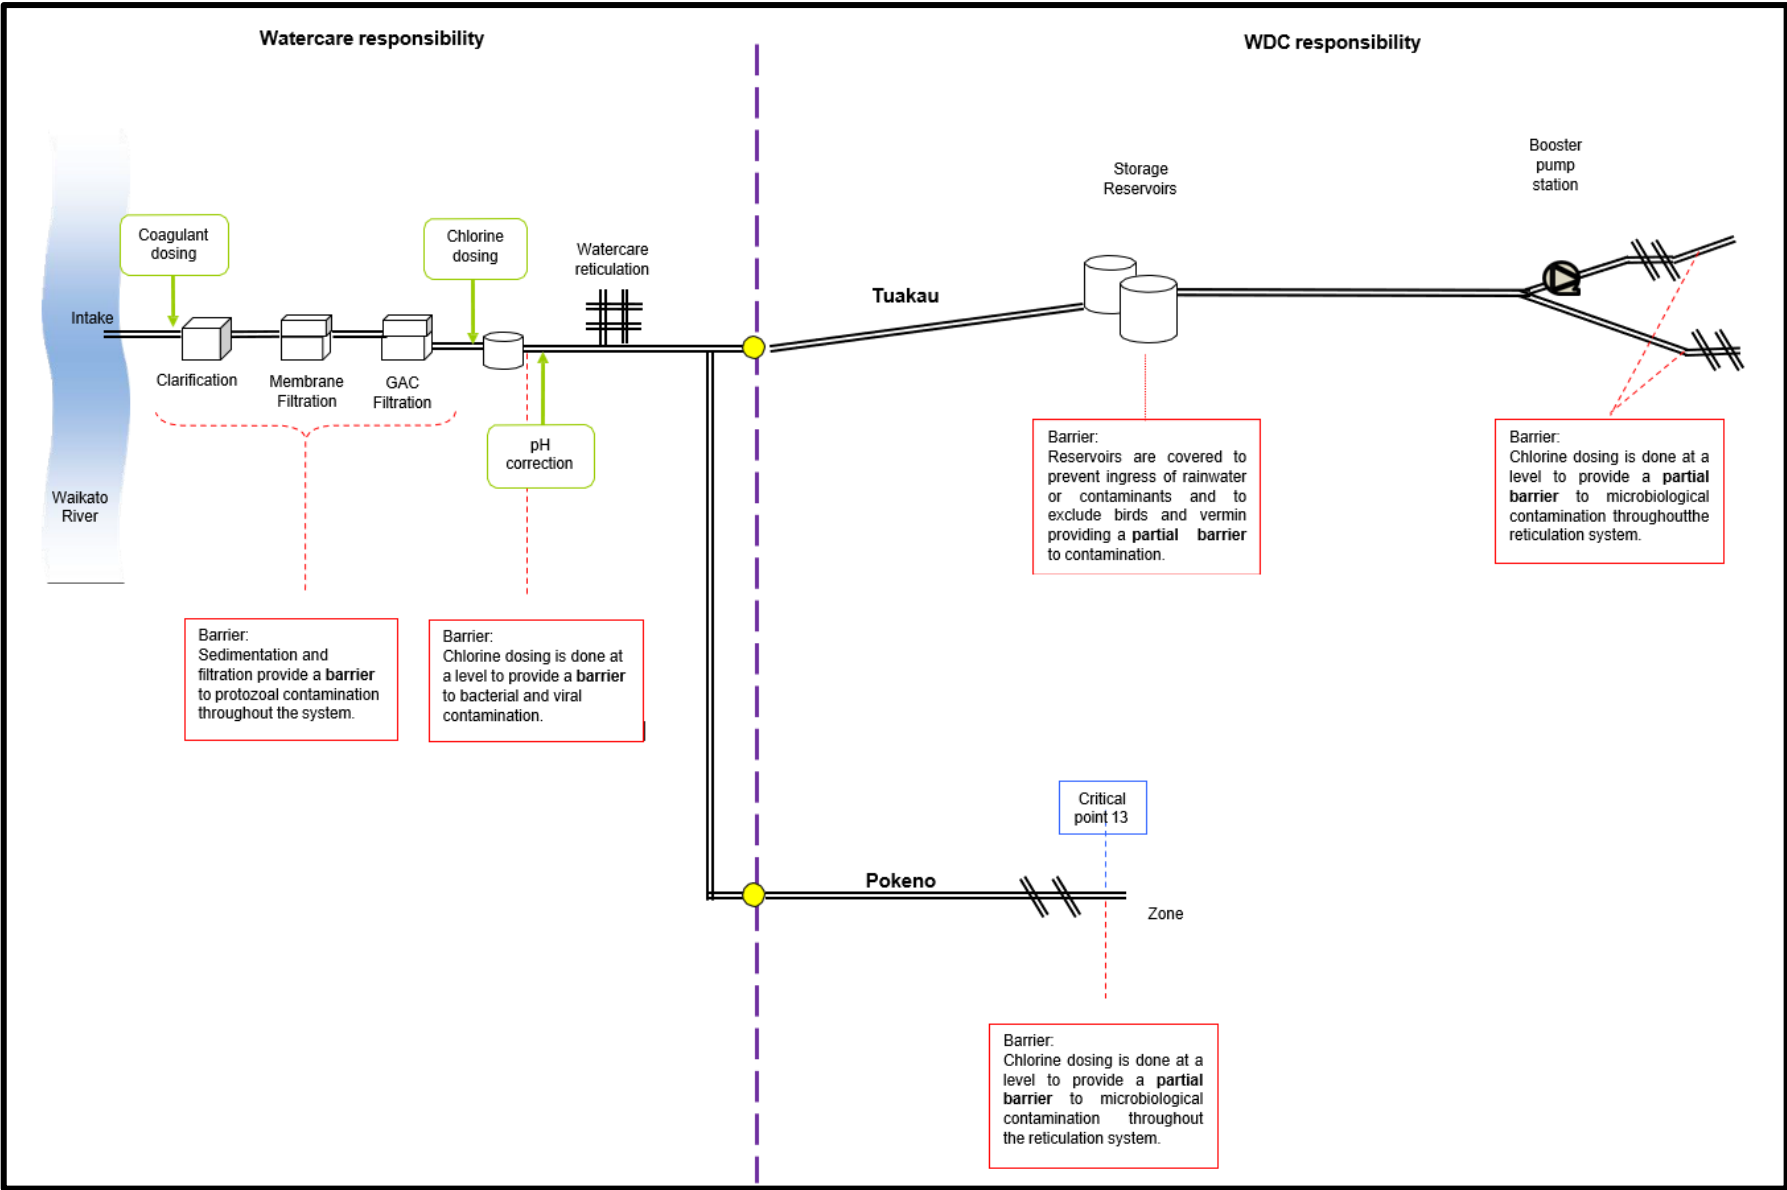 Watercare responsibility
WDC responsibility
Booster
pump
station
Storage
Reservoirs
Coagulant
dosing
Chlorine
dosing
Watercare
reticulation
Tuakau
Intake
Clarification
Membrane
Filtration
GAC
Filtration
pH
correction
Waikato
River
Barrier:
Reservoirs are covered to
prevent ingress of rainwater
or contaminants and to
exclude birds and vermin
providing a partial barrier
to contamination.
Barrier:
Chlorine dosing is done at a
level to provide a partial
barrier to microbiological
contamination throughoutthe
reticulation system.
Barrier:
Sedimentation and
filtration provide a barrier
to protozoal contamination
throughout the system.
Barrier:
Chlorine dosing is done at
a level to provide a barrier
to bacterial and viral
contamination.
Critical
point 13
Pokeno
Zone
Barrier:
Chlorine dosing is done at a
level to provide a partial
barrier to microbiological
contamination throughout
the reticulation system.